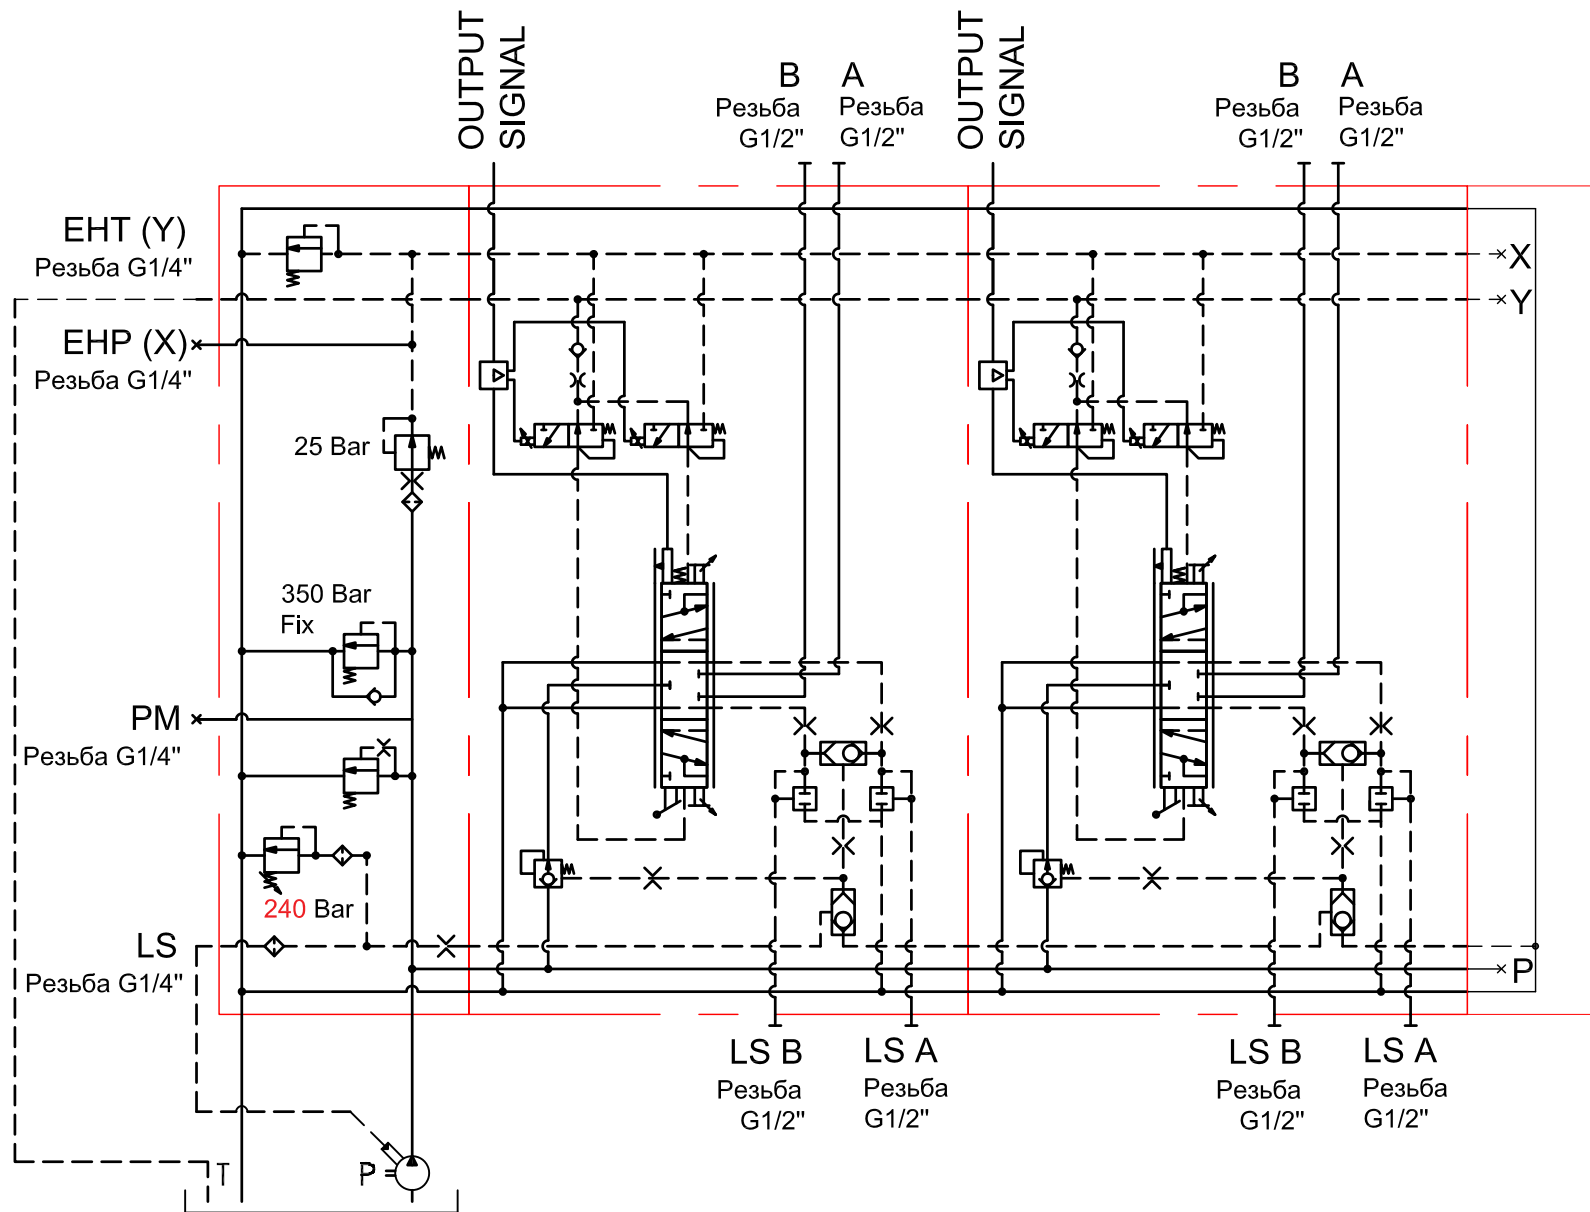 OUTPUT
SIGNAL
B
Резьба
G1/2"
A
Резьба
G1/2"
OUTPUT
SIGNAL
B
Резьба
G1/2"
A
Резьба
G1/2"
EHT (Y)
Резьба G1/4"
X
Y
EHP (X)
Резьба G1/4"
25 Bar
350 Bar
Fix
PM
Резьба G1/4"
240 Bar
LS
Резьба G1/4"
P
LS B
Резьба
G1/2"
LS A
Резьба
G1/2"
LS B
Резьба
G1/2"
LS A
Резьба
G1/2"
T
P